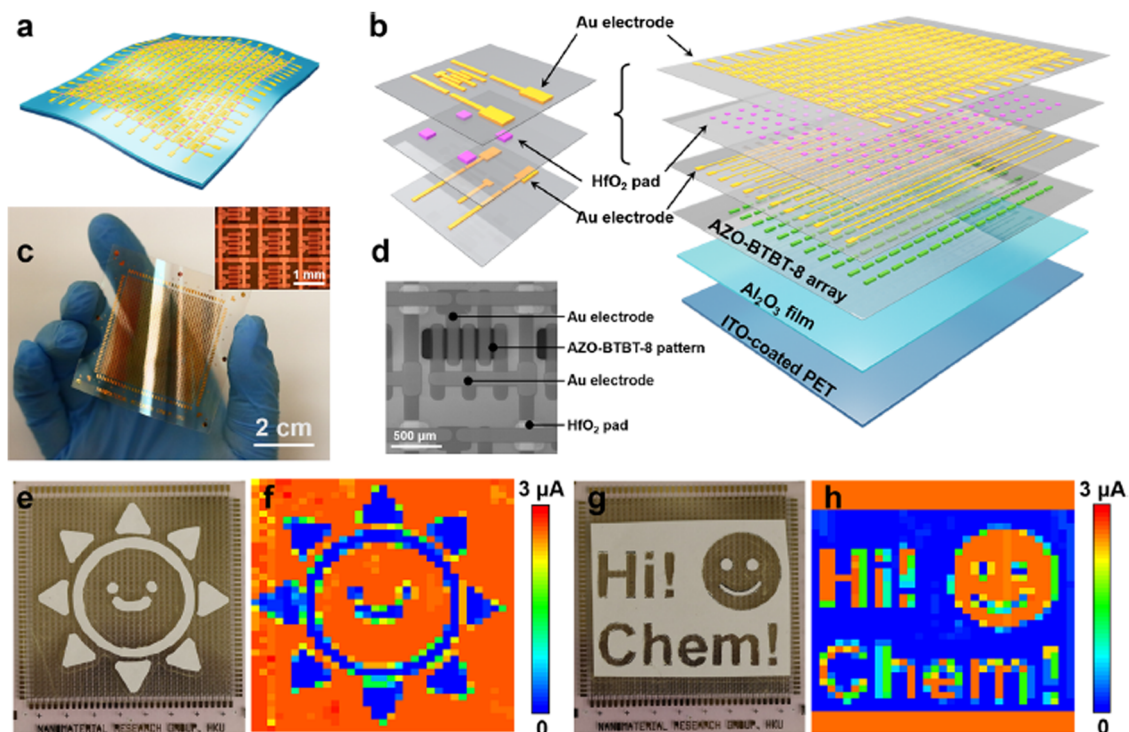 a
b
Au electrode
HfO₂ pad
Au electrode
AZO-BTBT-8 array
Al₂O₃ film
ITO-coated PET
c
1 mm
2 cm
d
Au electrode
AZO-BTBT-8 pattern
Au electrode
HfO₂ pad
500 μm
e
NANOMATERIAL RESEARCH GROUP, HKU
f
3 μA
0
g
Hi!
Chem!
NANOMATERIAL RESEARCH GROUP, HKU
h
3 μA
Hi!
Chem!
0